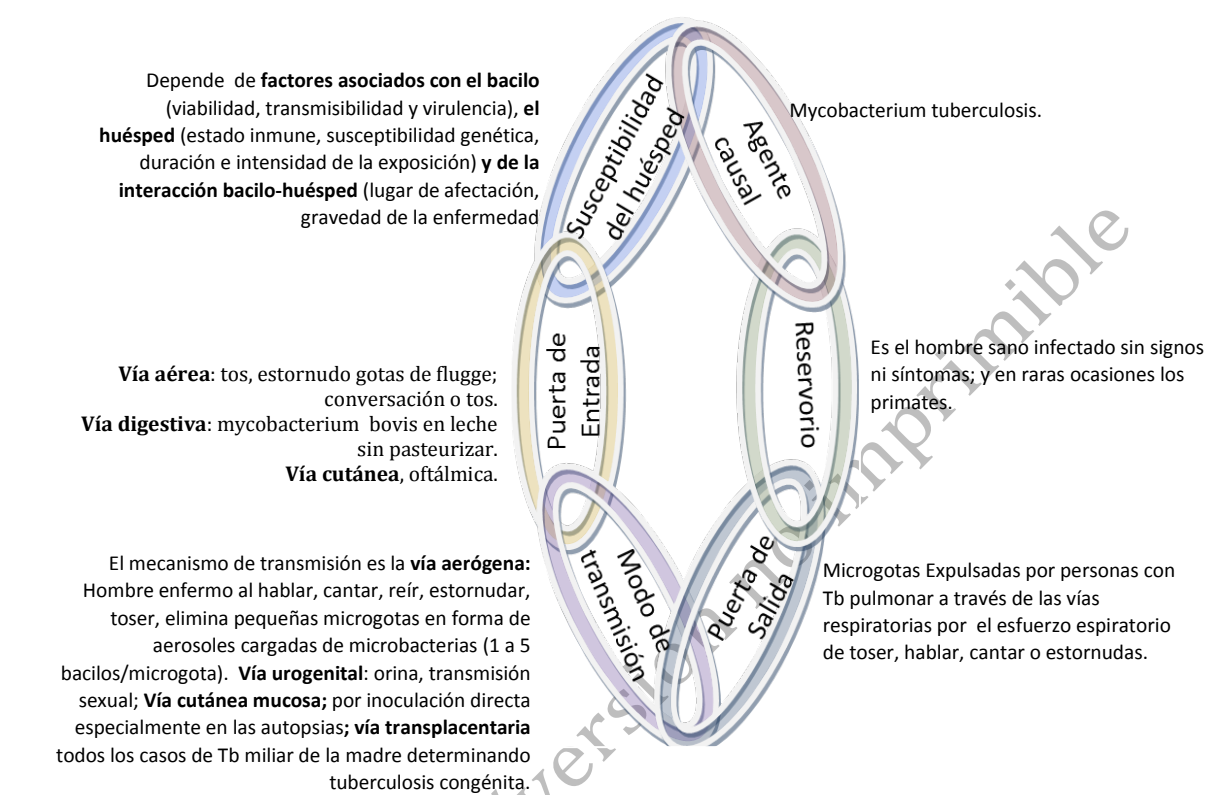 Depende  de factores asociados con el bacilo
(viabilidad, transmisibilidad y virulencia), el
huésped (estado inmune, susceptibilidad genética,
duración e intensidad de la exposición) y de la
interacción bacilo-huésped (lugar de afectación,
gravedad de la enfermedad
Susceptibilidad
del huésped
Agente
causal
Mycobacterium tuberculosis.
Reservorio
Es el hombre sano infectado sin signos
ni síntomas; y en raras ocasiones los
primates.
Puerta de
Entrada
Vía aérea: tos, estornudo gotas de flugge;
conversación o tos.
Vía digestiva: mycobacterium  bovis en leche
sin pasteurizar.
Vía cutánea, oftálmica.
El mecanismo de transmisión es la vía aerógena:
Hombre enfermo al hablar, cantar, reír, estornudar,
toser, elimina pequeñas microgotas en forma de
aerosoles cargadas de microbacterias (1 a 5
bacilos/microgota).  Vía urogenital: orina, transmisión
sexual; Vía cutánea mucosa; por inoculación directa
especialmente en las autopsias; vía transplacentaria
todos los casos de Tb miliar de la madre determinando
tuberculosis congénita.
Modo de
transmisión
Puerta de
Salida
Microgotas Expulsadas por personas con
Tb pulmonar a través de las vías
respiratorias por  el esfuerzo espiratorio
de toser, hablar, cantar o estornudas.
version no imprimible